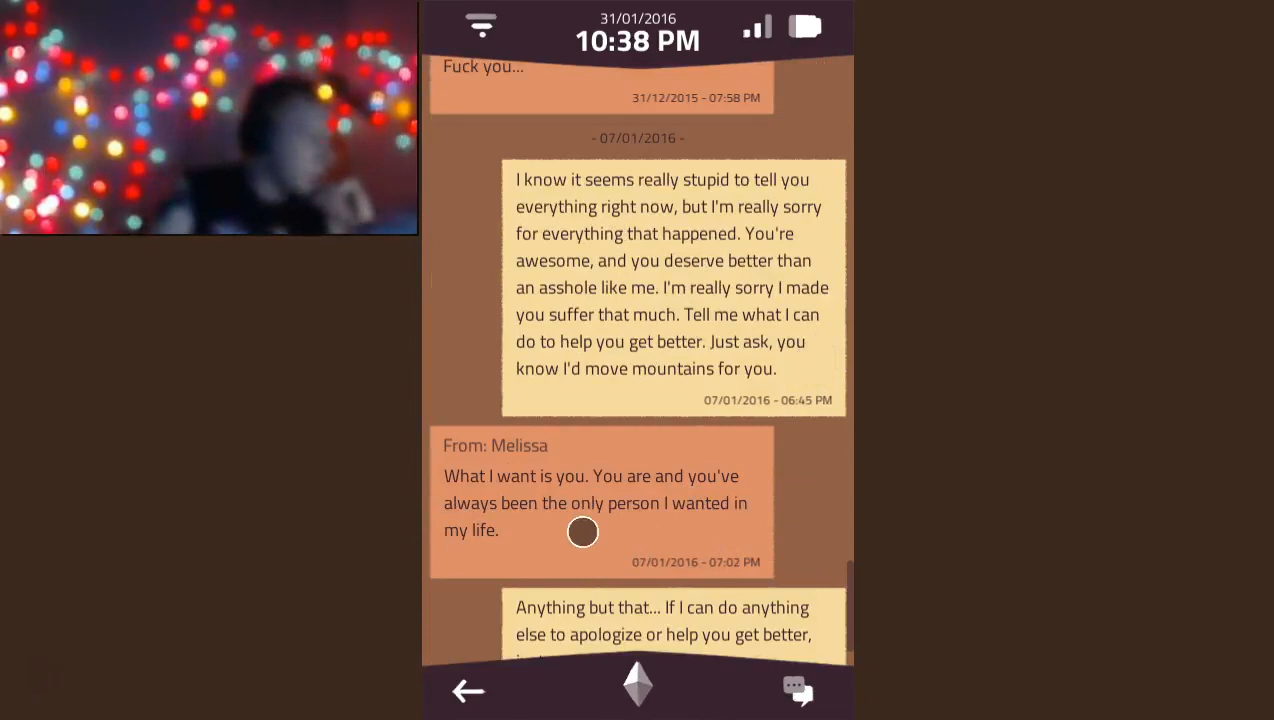 31/01/2016
10:38 PM
Fuck you...
31/12/2015 - 07:58 PM
- 07/01/2016 -
I know it seems really stupid to tell you
everything right now, but I'm really sorry
for everything that happened. You're
awesome, and you deserve better than
an asshole like me. I'm really sorry I made
you suffer that much. Tell me what I can
do to help you get better. Just ask, you
know I'd move mountains for you.
07/01/2016 - 06:45 PM
From: Melissa
What I want is you. You are and you've
always been the only person I wanted in
my life.
07/01/2016 - 07:02 PM
Anything but that... If I can do anything
else to apologize or help you get better,